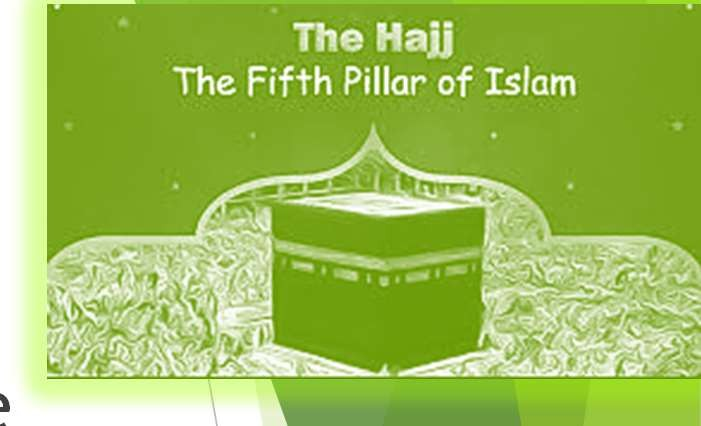 The Hajj
The Fifth Pillar of Islam
e